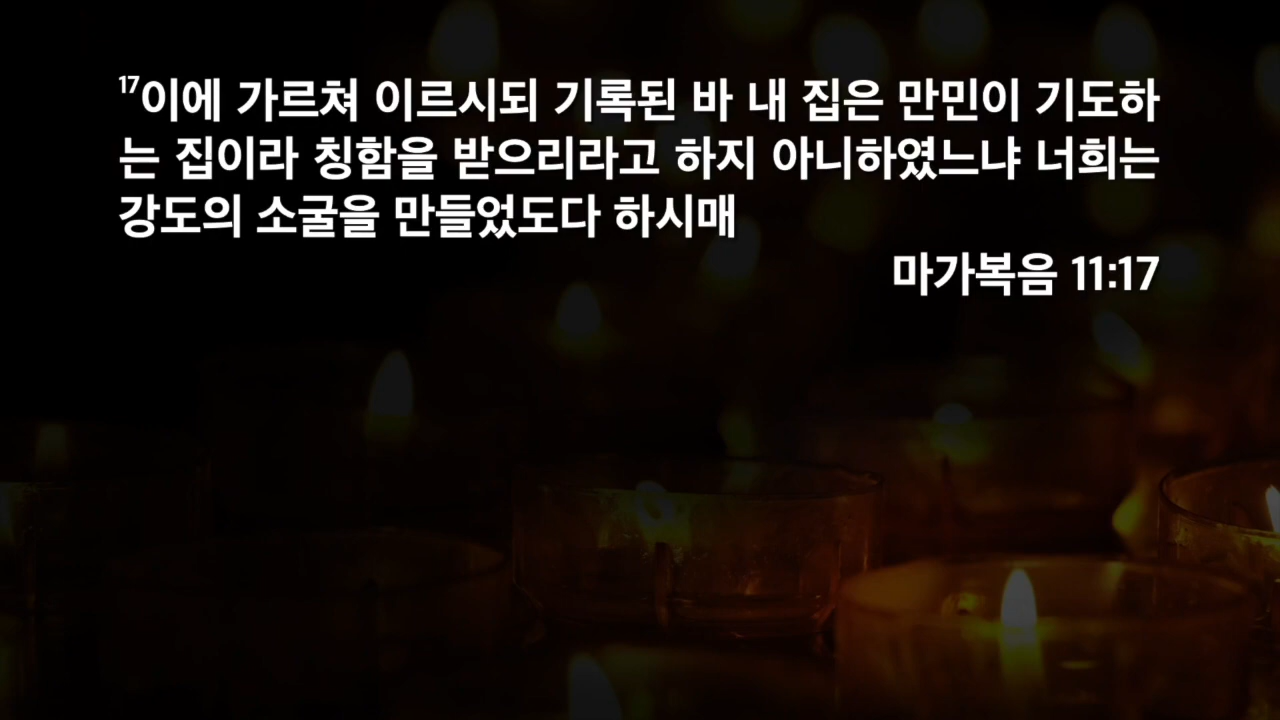 17이에 가르쳐 이르시되 기록된 바 내 집은 만민이 기도하
는 집이라 칭함을 받으리라고 하지 아니하였느냐 너희는
강도의 소굴을 만들었도다 하시매
마가복음 11:17